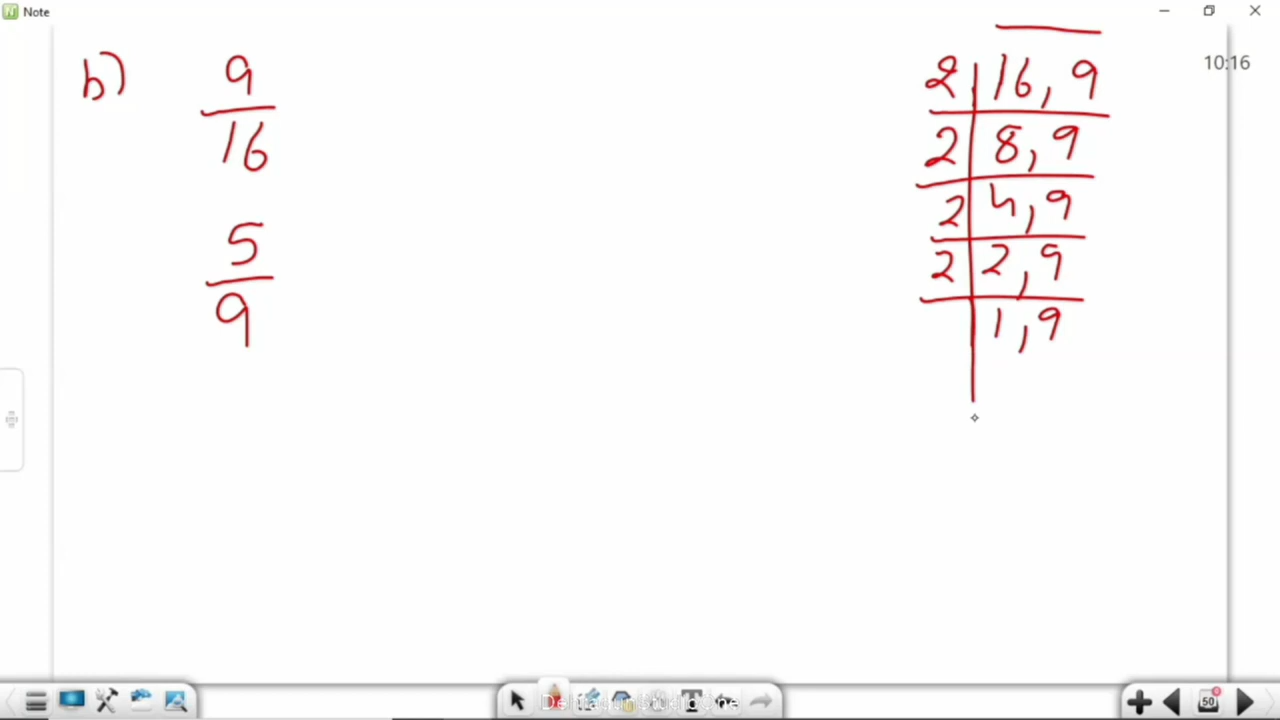 Note
10:16
b) 9/16
5/9
2 | 16, 9
2 | 8, 9
2 | 4, 9
2 | 2, 9
1, 9
50